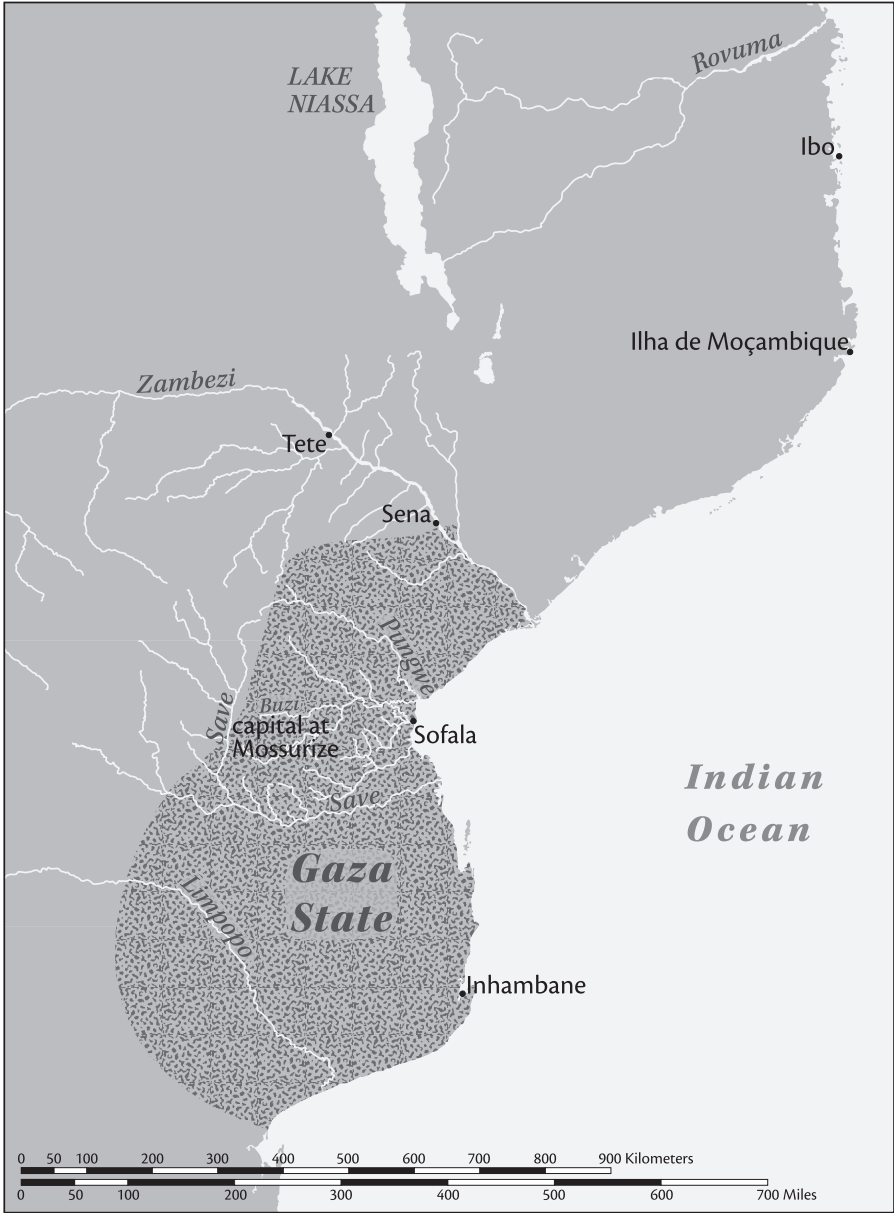 LAKE
NIASSA
Rovuma
Ibo
Ilha de Moçambique
Zambezi
Tete
Sena
Pungwe
Save
Buzi
capital at
Mossurize
Sofala
Save
Indian
Ocean
Gaza
State
Limpopo
Inhambane
0 50 100 200 300 400 500 600 700 800 900 Kilometers
0 50 100 200 300 400 500 600 700 Miles